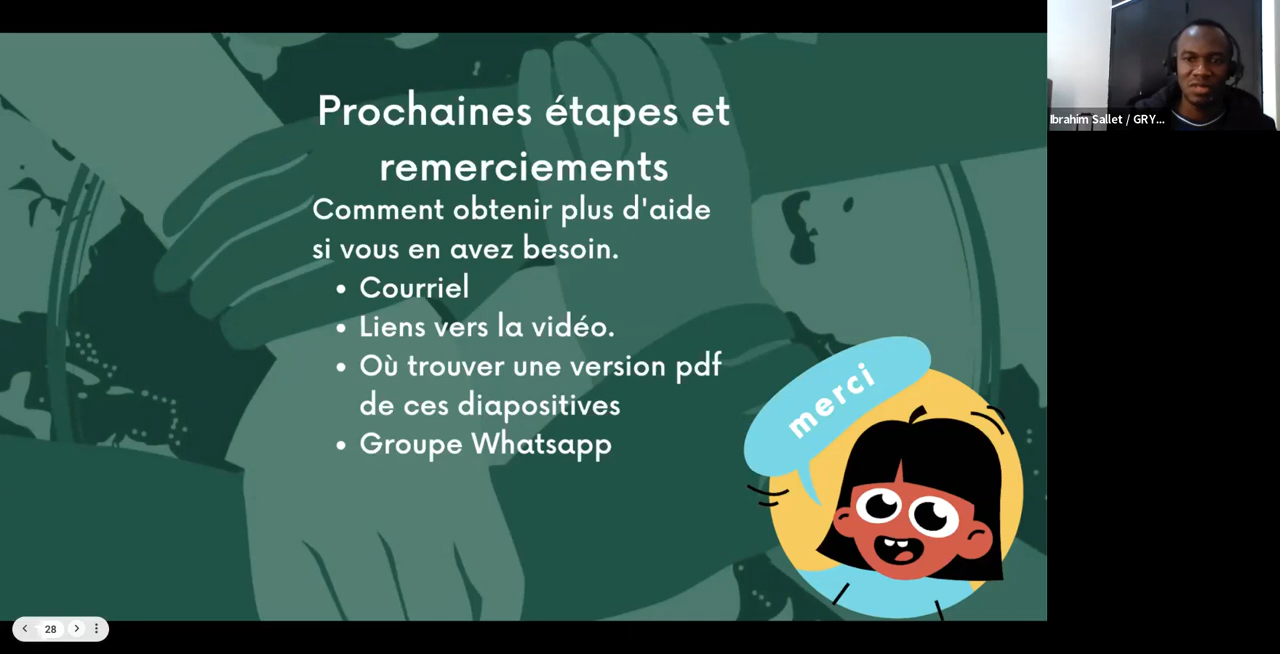 Prochaines étapes et
remerciements
Comment obtenir plus d'aide
si vous en avez besoin.
• Courriel
• Liens vers la vidéo.
• Où trouver une version pdf
de ces diapositives
• Groupe Whatsapp
merci
Ibrahim Sallet / GRY...
28